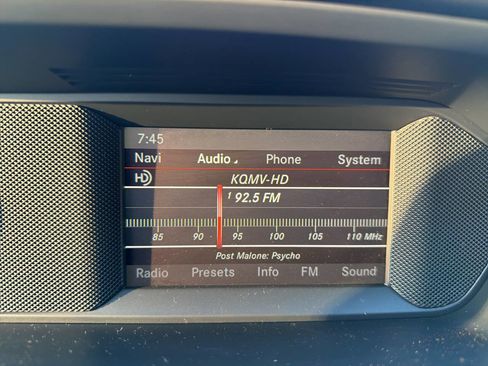 7:45
Navi Audio Phone System
HD KQMV-HD
1 92.5 FM
85 90 95 100 105 110 MHz
Post Malone: Psycho
Radio Presets Info FM Sound